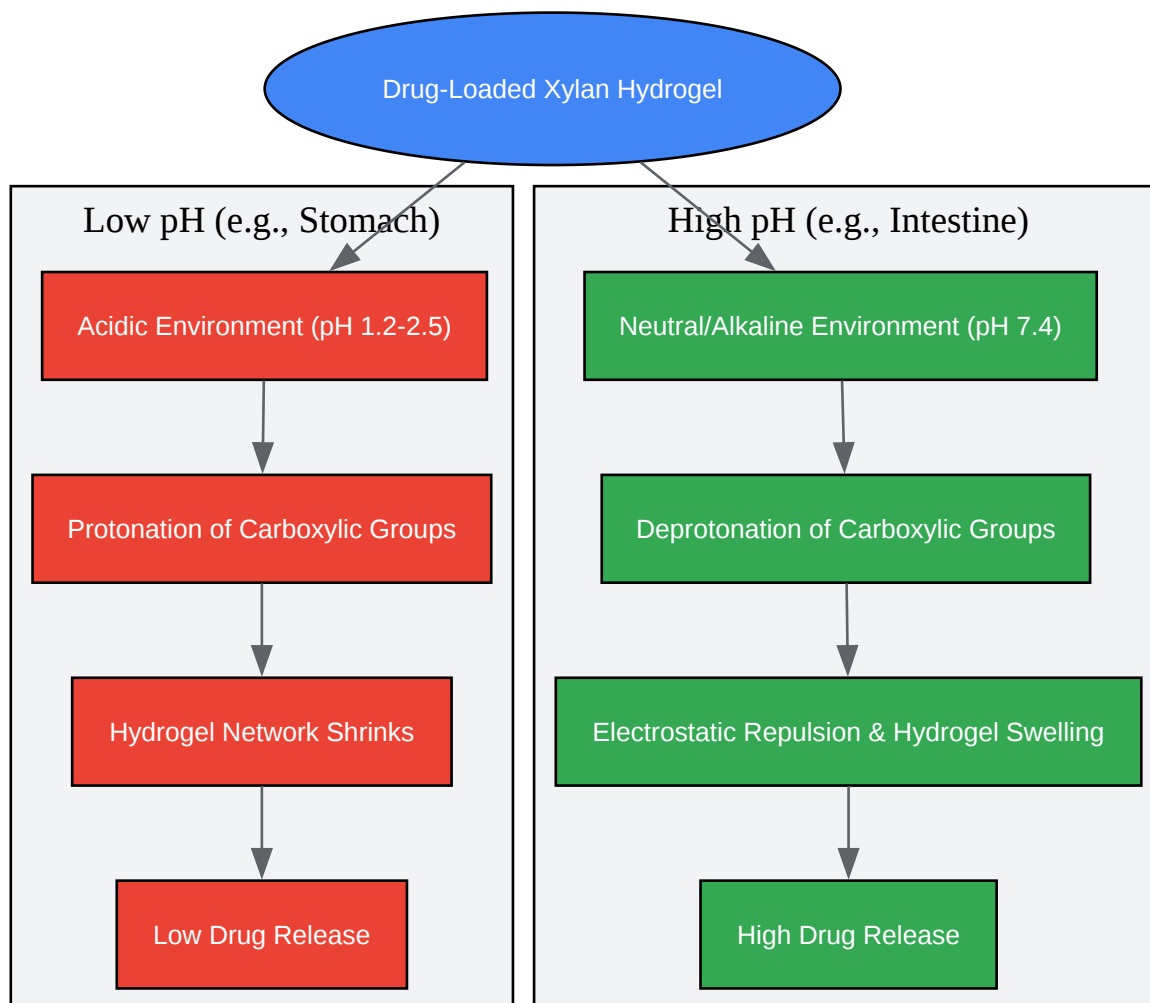 Drug-Loaded Xylan Hydrogel
Low pH (e.g., Stomach)
Acidic Environment (pH 1.2-2.5)
Protonation of Carboxylic Groups
Hydrogel Network Shrinks
Low Drug Release
High pH (e.g., Intestine)
Neutral/Alkaline Environment (pH 7.4)
Deprotonation of Carboxylic Groups
Electrostatic Repulsion & Hydrogel Swelling
High Drug Release